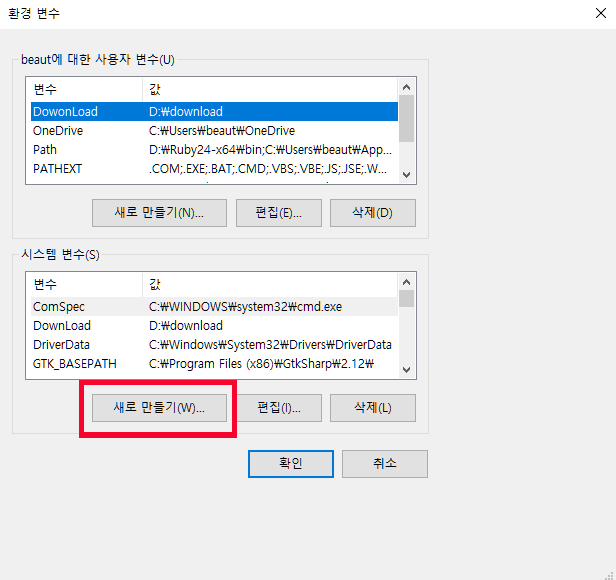 환경 변수
beaut에 대한 사용자 변수(U)
변수 값
DowonLoad D:₩download
OneDrive C:₩Users₩beaut₩OneDrive
Path D:₩Ruby24-x64₩bin;C:₩Users₩beaut₩App...
PATHEXT .COM;.EXE;.BAT;.CMD;.VBS;.VBE;.JS;.JSE;.W...
새로 만들기(N)... 편집(E)... 삭제(D)
시스템 변수(S)
변수 값
ComSpec C:₩WINDOWS₩system32₩cmd.exe
DownLoad D:₩download
DriverData C:₩Windows₩System32₩Drivers₩DriverData
GTK_BASEPATH C:₩Program Files (x86)₩GtkSharp₩2.12₩
새로 만들기(W)... 편집(I)... 삭제(L)
확인 취소